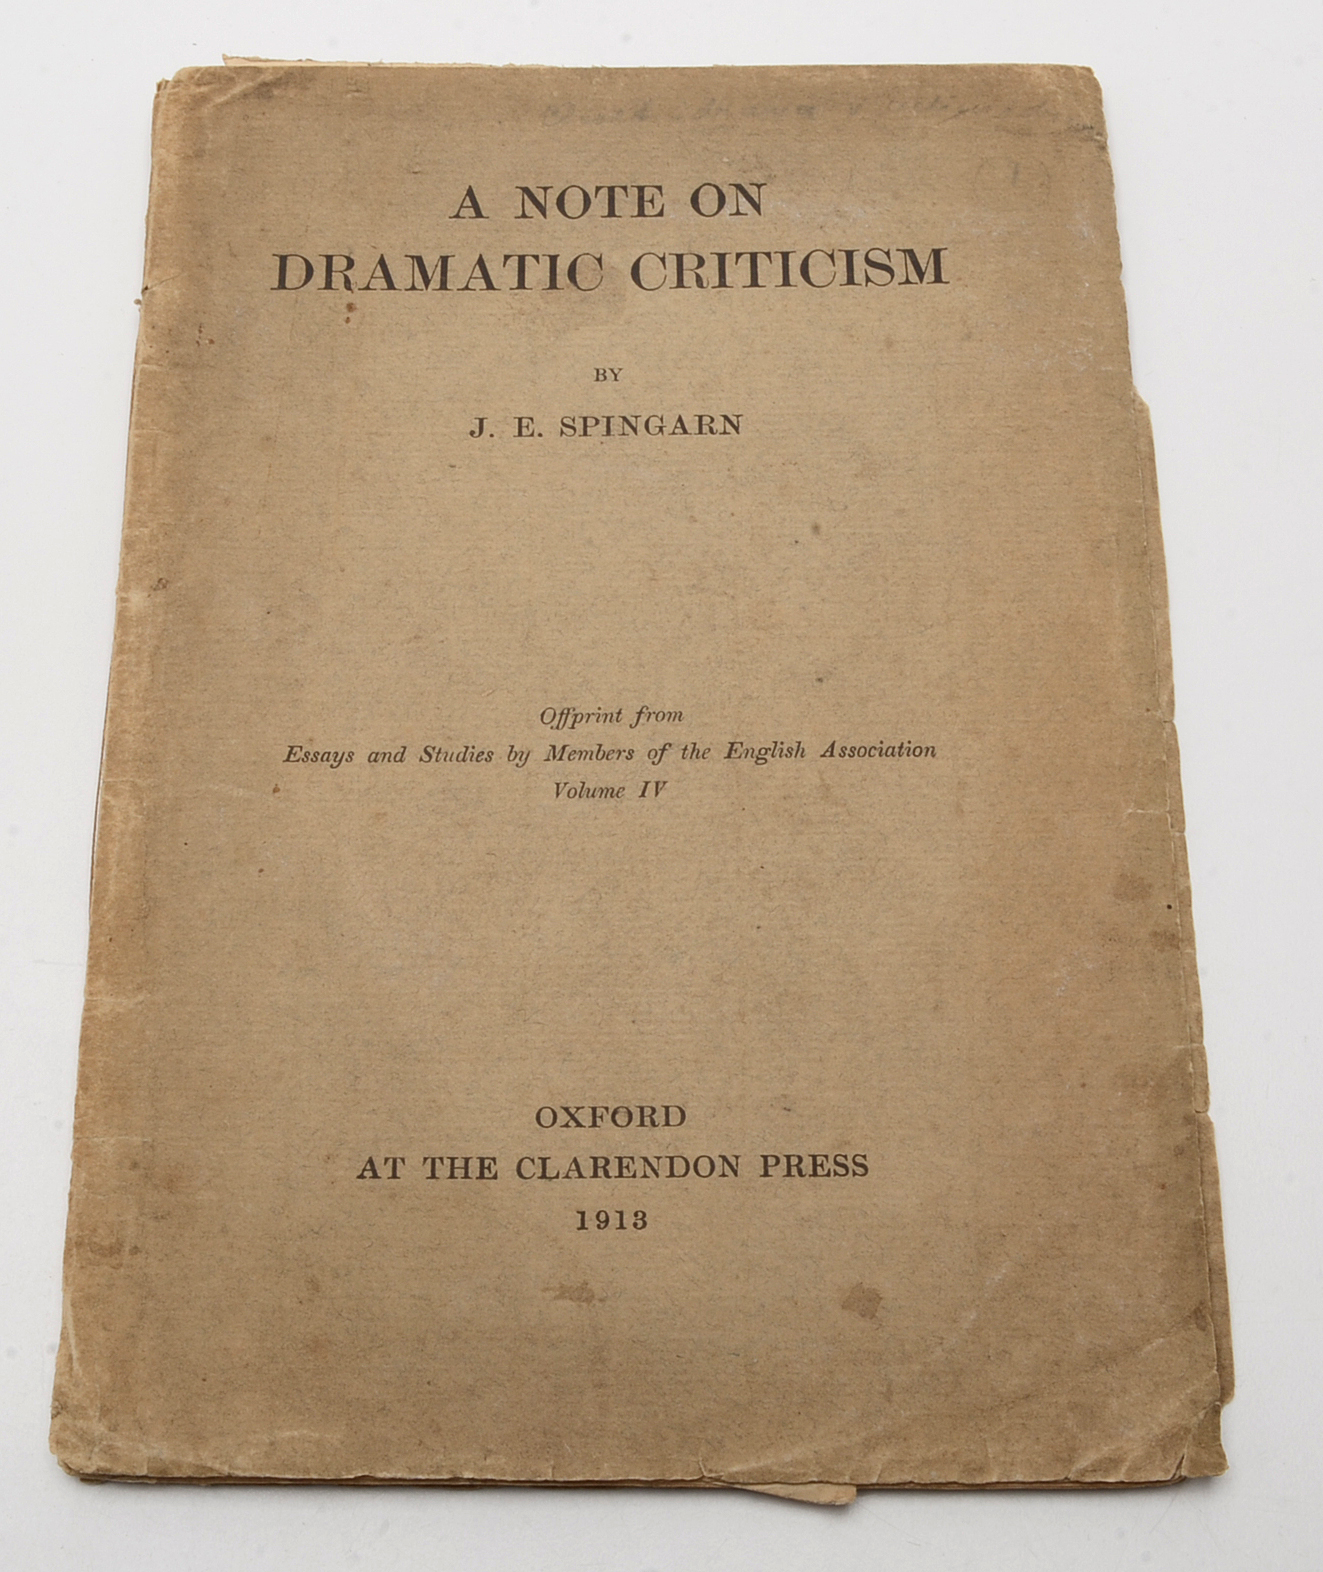 A NOTE ON
DRAMATIC CRITICISM
BY
J. E. SPINGARN
Offprint from
Essays and Studies by Members of the English Association
Volume IV
OXFORD
AT THE CLARENDON PRESS
1913